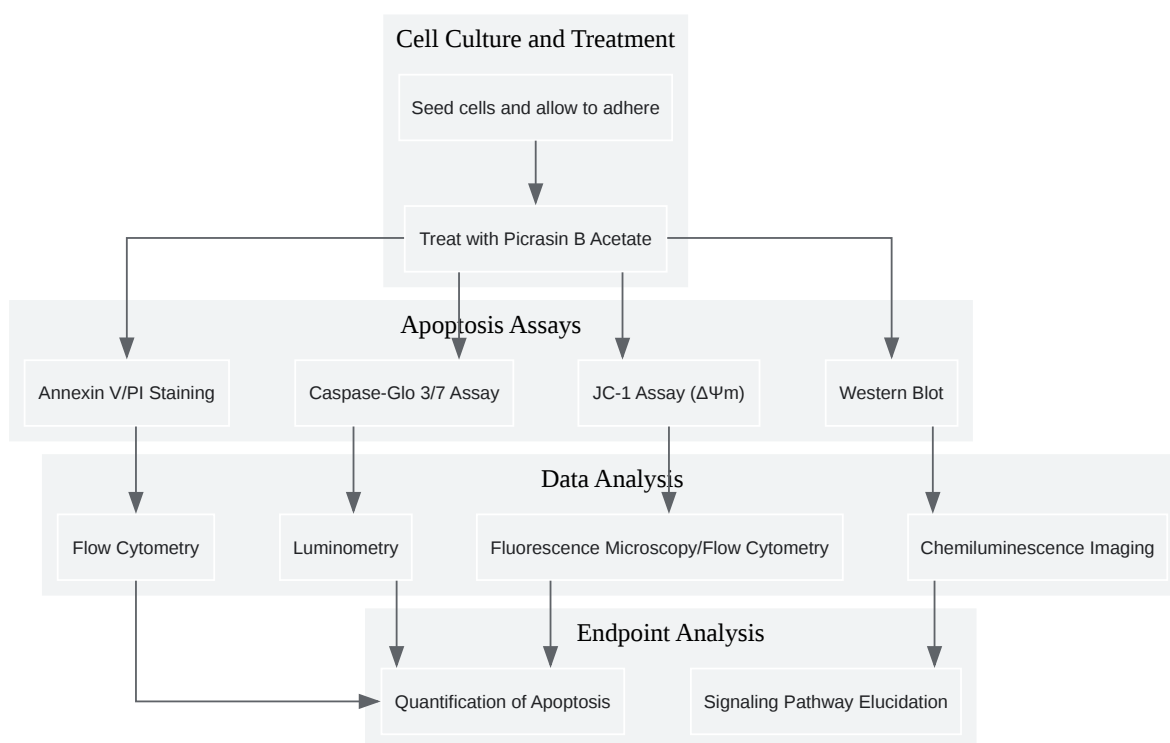 Cell Culture and Treatment
Seed cells and allow to adhere
Treat with Picrasin B Acetate
Apoptosis Assays
Annexin V/PI Staining
Caspase-Glo 3/7 Assay
JC-1 Assay (ΔΨm)
Western Blot
Data Analysis
Flow Cytometry
Luminometry
Fluorescence Microscopy/Flow Cytometry
Chemiluminescence Imaging
Endpoint Analysis
Quantification of Apoptosis
Signaling Pathway Elucidation